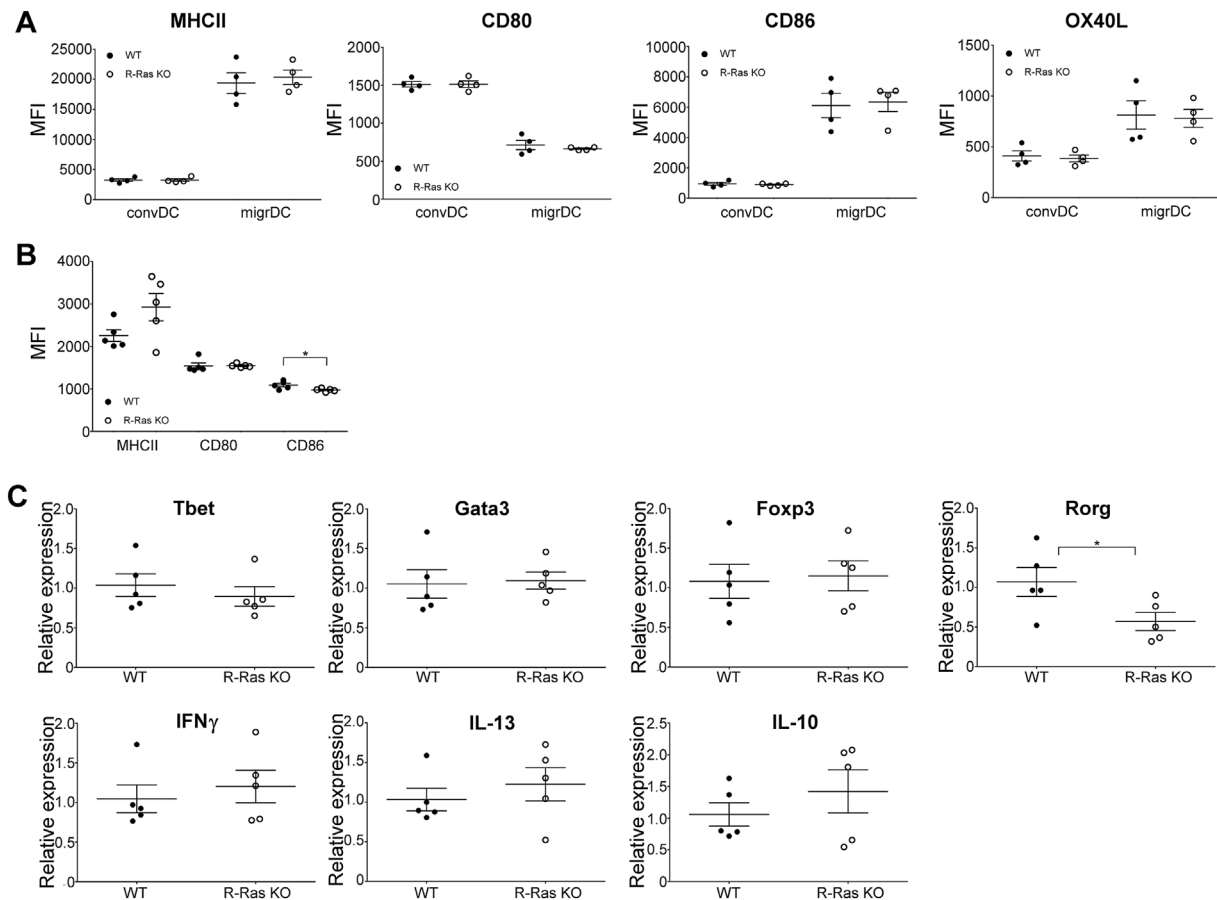 A
MHCII
CD80
CD86
OX40L
MFI
25000
20000
15000
10000
5000
0
WT
R-Ras KO
convDC
migrDC
MFI
2000
1500
1000
500
0
WT
R-Ras KO
convDC
migrDC
MFI
10000
8000
6000
4000
2000
0
WT
R-Ras KO
convDC
migrDC
MFI
1500
1000
500
0
WT
R-Ras KO
convDC
migrDC
B
MFI
4000
3000
2000
1000
0
*
WT
R-Ras KO
MHCII
CD80
CD86
C
Tbet
Relative expression
2.0
1.5
1.0
0.5
0
WT
R-Ras KO
Gata3
Relative expression
2.0
1.5
1.0
0.5
0
WT
R-Ras KO
Foxp3
Relative expression
2.0
1.5
1.0
0.5
0
WT
R-Ras KO
Rorg
Relative expression
2.0
1.5
1.0
0.5
.0
*
WT
R-Ras KO
IFNγ
Relative expression
2.0
1.5
1.0
0.5
.0
WT
R-Ras KO
IL-13
Relative expression
2.0
1.5
1.0
0.5
.0
WT
R-Ras KO
IL-10
Relative expression
2.5
2.0
1.5
1.0
0.5
.0
WT
R-Ras KO